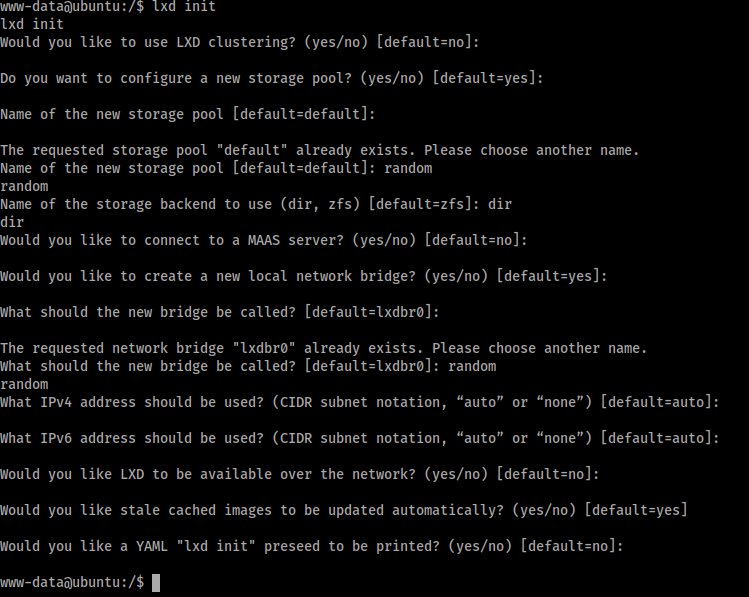 www-data@ubuntu:/$ lxd init
lxd init
Would you like to use LXD clustering? (yes/no) [default=no]:
Do you want to configure a new storage pool? (yes/no) [default=yes]:
Name of the new storage pool [default=default]:
The requested storage pool "default" already exists. Please choose another name.
Name of the new storage pool [default=default]: random
random
Name of the storage backend to use (dir, zfs) [default=zfs]: dir
dir
Would you like to connect to a MAAS server? (yes/no) [default=no]:
Would you like to create a new local network bridge? (yes/no) [default=yes]:
What should the new bridge be called? [default=lxdbr0]:
The requested network bridge "lxdbr0" already exists. Please choose another name.
What should the new bridge be called? [default=lxdbr0]: random
random
What IPv4 address should be used? (CIDR subnet notation, “auto” or “none”) [default=auto]:
What IPv6 address should be used? (CIDR subnet notation, “auto” or “none”) [default=auto]:
Would you like LXD to be available over the network? (yes/no) [default=no]:
Would you like stale cached images to be updated automatically? (yes/no) [default=yes]
Would you like a YAML "lxd init" preseed to be printed? (yes/no) [default=no]:
www-data@ubuntu:/$